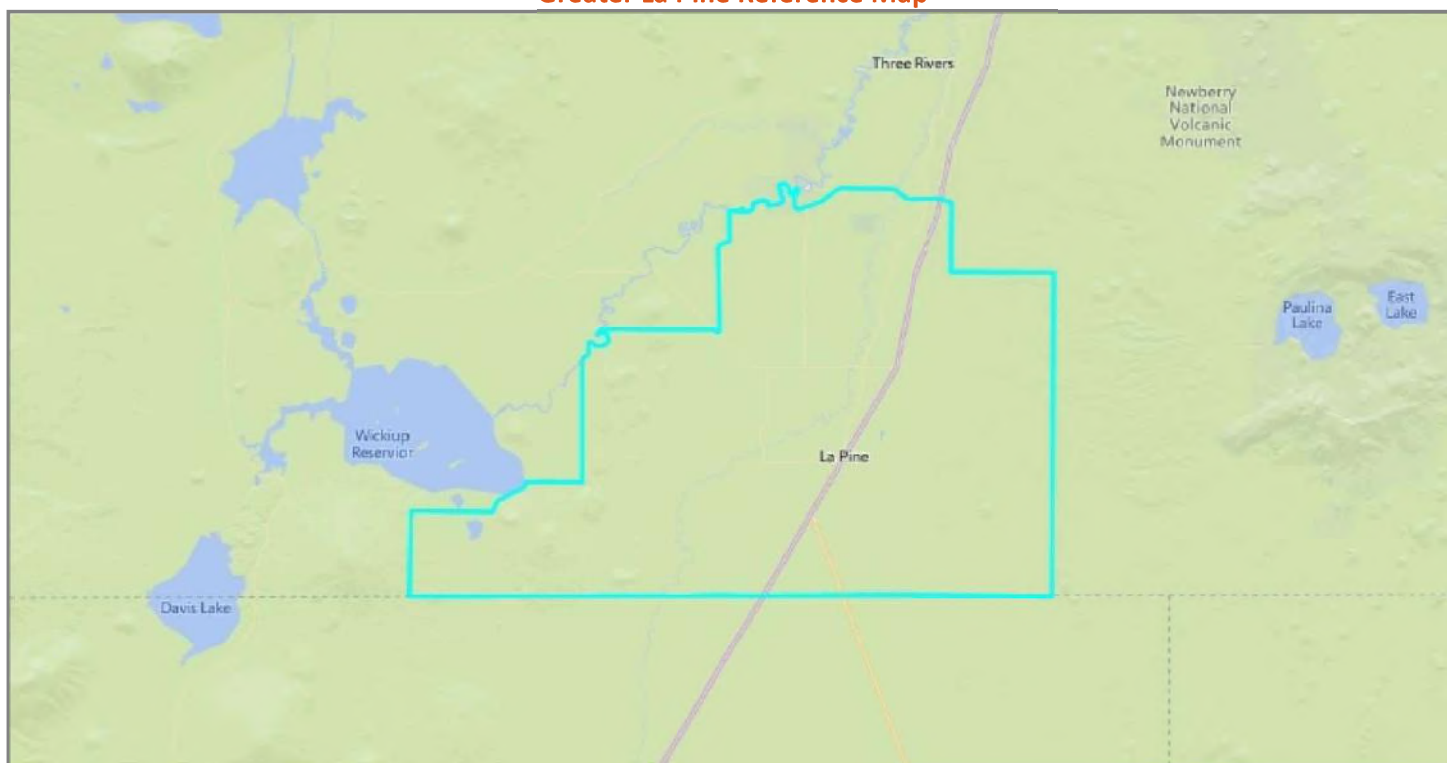 Greater La Pine Reference Map
Three Rivers
Newberry
National
Volcanic
Monument
Paulina
Lake
East
Lake
Wickiup
Reservior
La Pine
Davis Lake